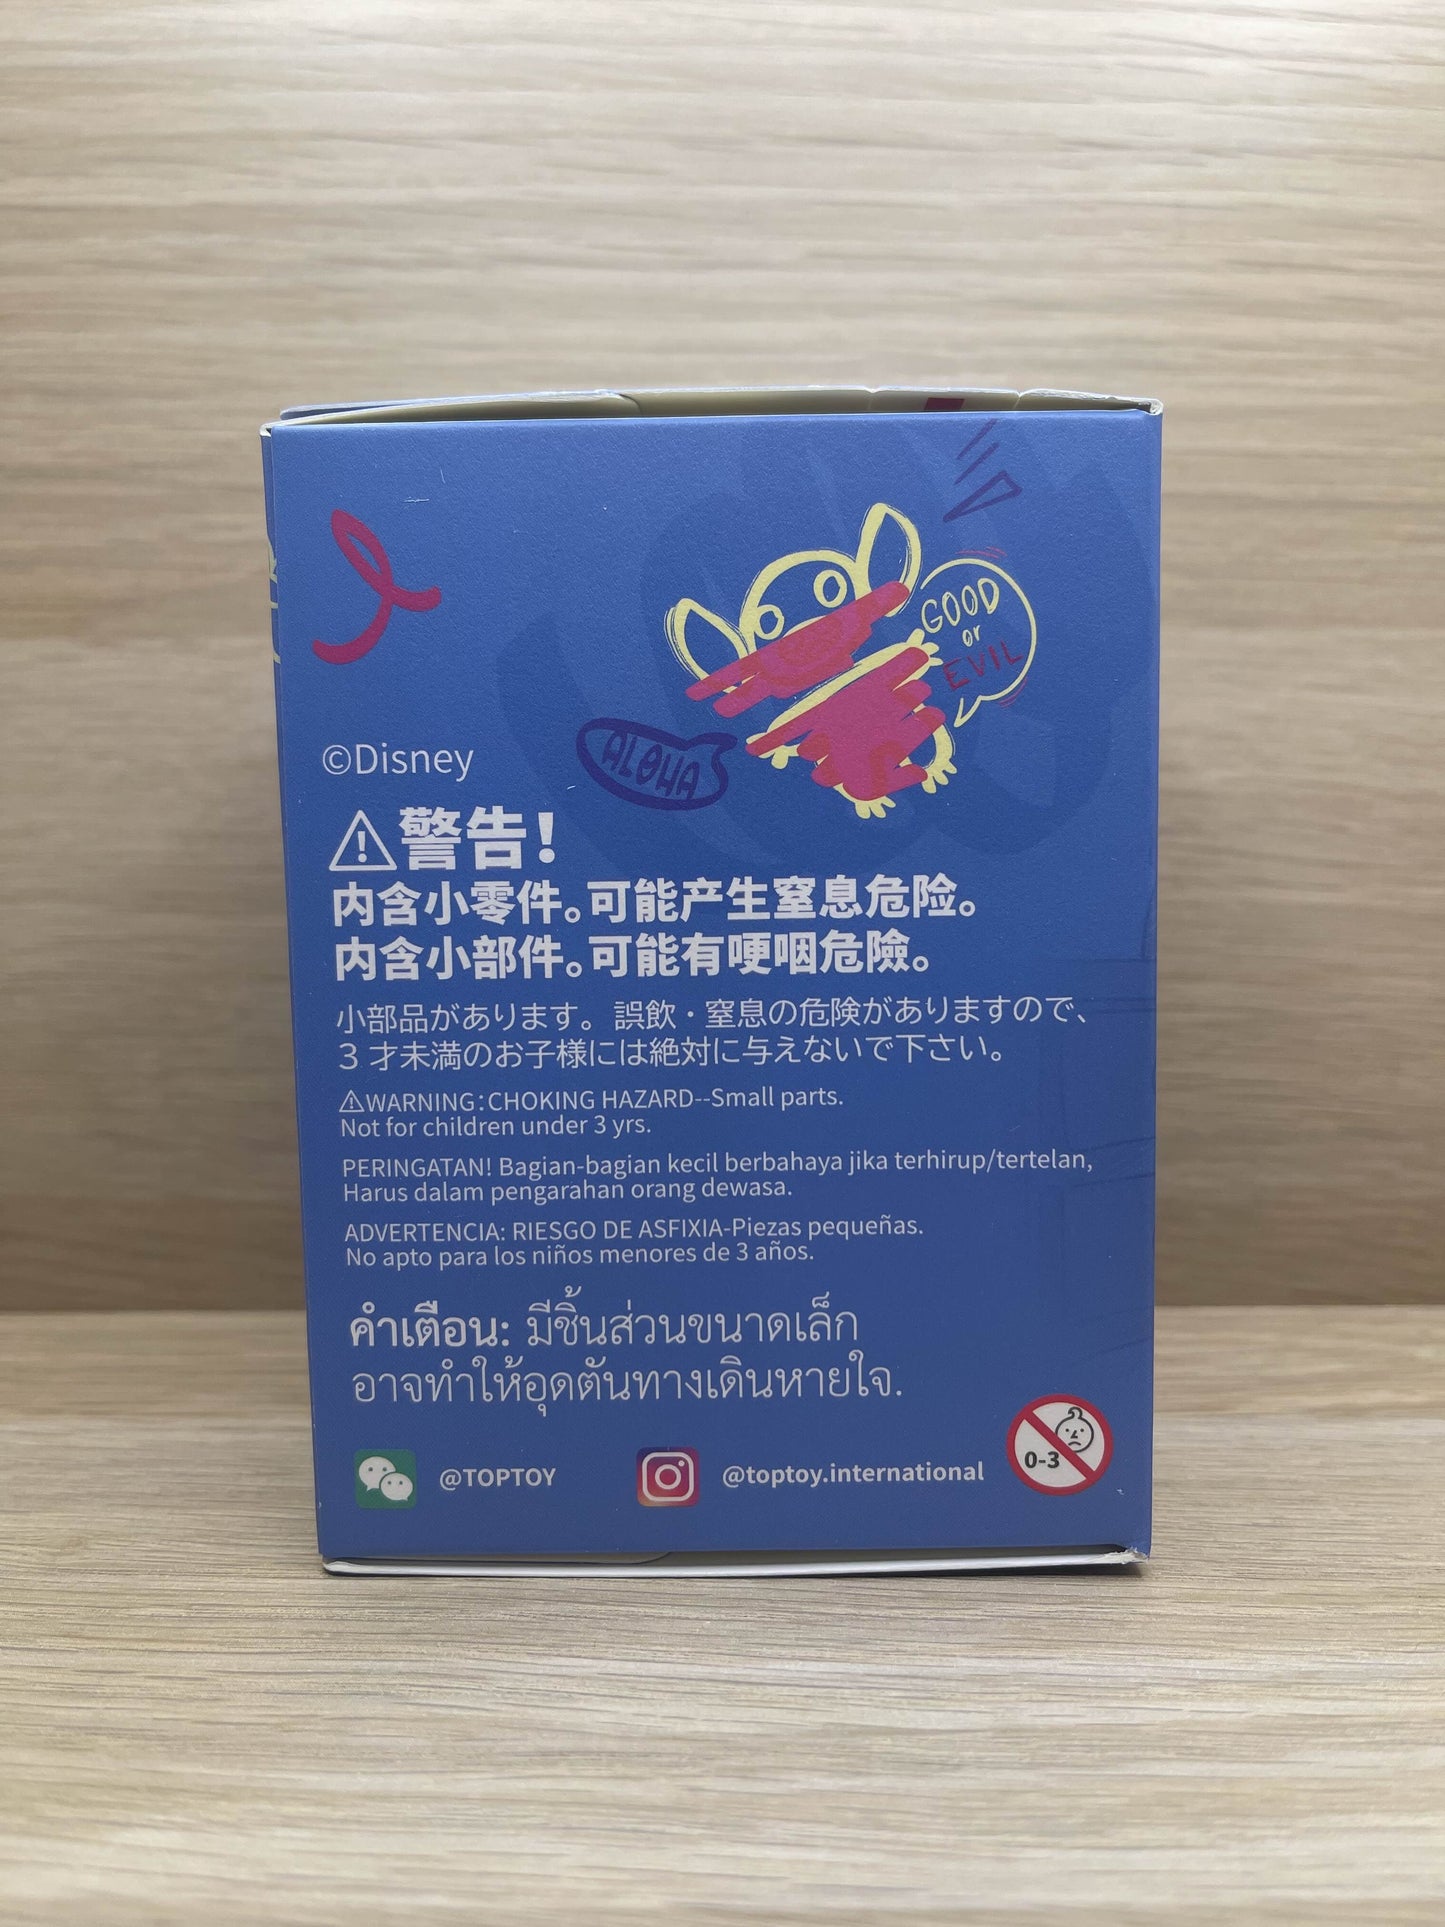 GOOD
or
EVIL
ALOHA
©Disney
⚠警告！
内含小零件。可能产生窒息危险。
内含小部件。可能有哽咽危險。
小部品があります。誤飲・窒息の危険がありますので、
３才未満のお子様には絶対に与えないで下さい。
⚠WARNING:CHOKING HAZARD--Small parts.
Not for children under 3 yrs.
PERINGATAN! Bagian-bagian kecil berbahaya jika terhirup/tertelan,
Harus dalam pengarahan orang dewasa.
ADVERTENCIA: RIESGO DE ASFIXIA-Piezas pequeñas.
No apto para los niños menores de 3 años.
คำเตือน: มีชิ้นส่วนขนาดเล็ก
อาจทำให้อุดตันทางเดินหายใจ.
@TOPTOY @toptoy.international
0-3